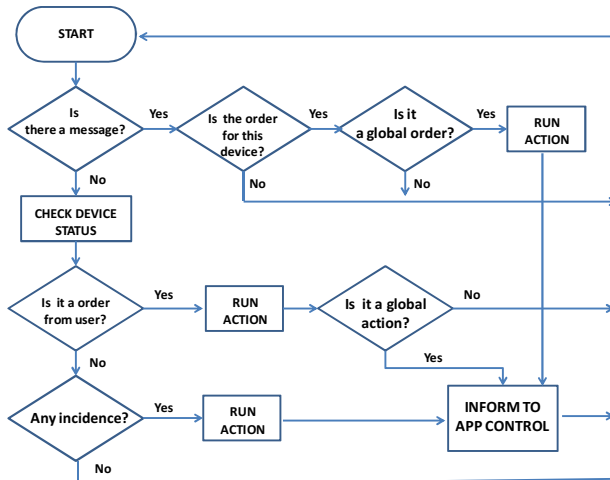 START
Is
there a message?
Yes
Is the order
for this
device?
Yes
Is it
a global order?
Yes
RUN
ACTION
No
No
No
CHECK DEVICE
STATUS
Is it a order
from user?
Yes
RUN
ACTION
Is it a global
action?
No
No
Yes
Any incidence?
Yes
RUN
ACTION
INFORM TO
APP CONTROL
No